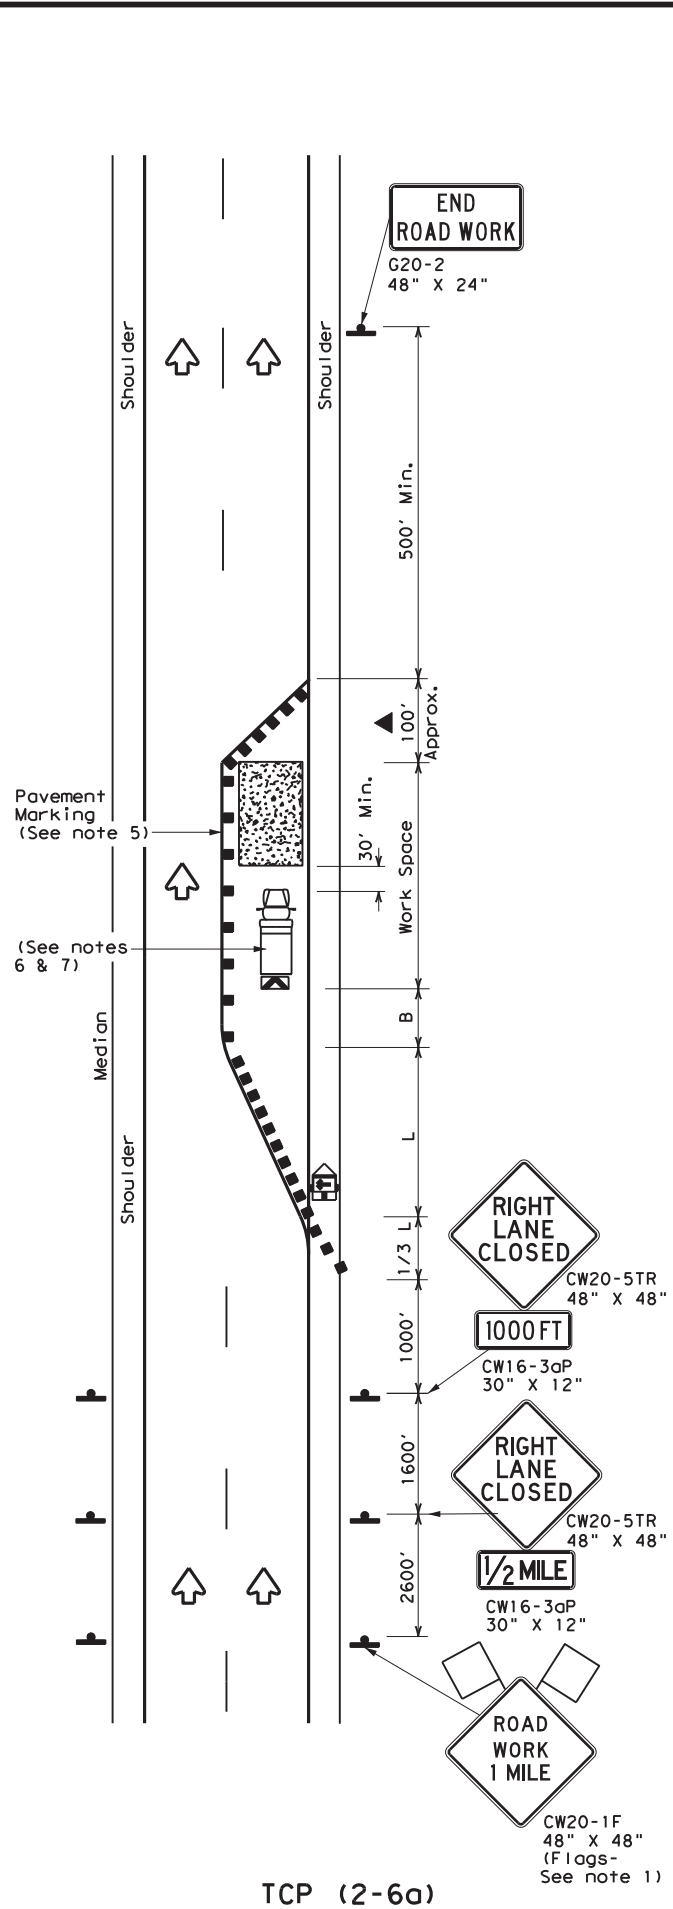 END
ROAD WORK
G20-2
48" X 24"
Shoulder
Shoulder
500' Min.
100'
Approx.
30' Min.
Work Space
Pavement
Marking
(See note 5)
(See notes
6 & 7)
B
Median
L
Shoulder
1/3 L
RIGHT
LANE
CLOSED
CW20-5TR
48" X 48"
1000 FT
1000'
CW16-3aP
30" X 12"
1600'
RIGHT
LANE
CLOSED
CW20-5TR
48" X 48"
1/2 MILE
2600'
CW16-3aP
30" X 12"
ROAD
WORK
1 MILE
CW20-1F
48" X 48"
(Flags-
See note 1)
TCP (2-6a)